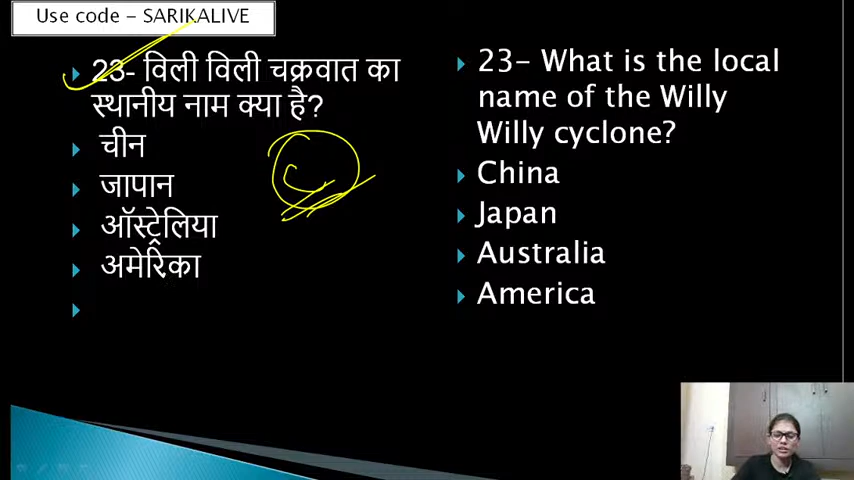 Use code – SARIKALIVE
23- विली विली चक्रवात का
स्थानीय नाम क्या है?
चीन
जापान
ऑस्ट्रेलिया
अमेरिका
23- What is the local
name of the Willy
Willy cyclone?
China
Japan
Australia
America